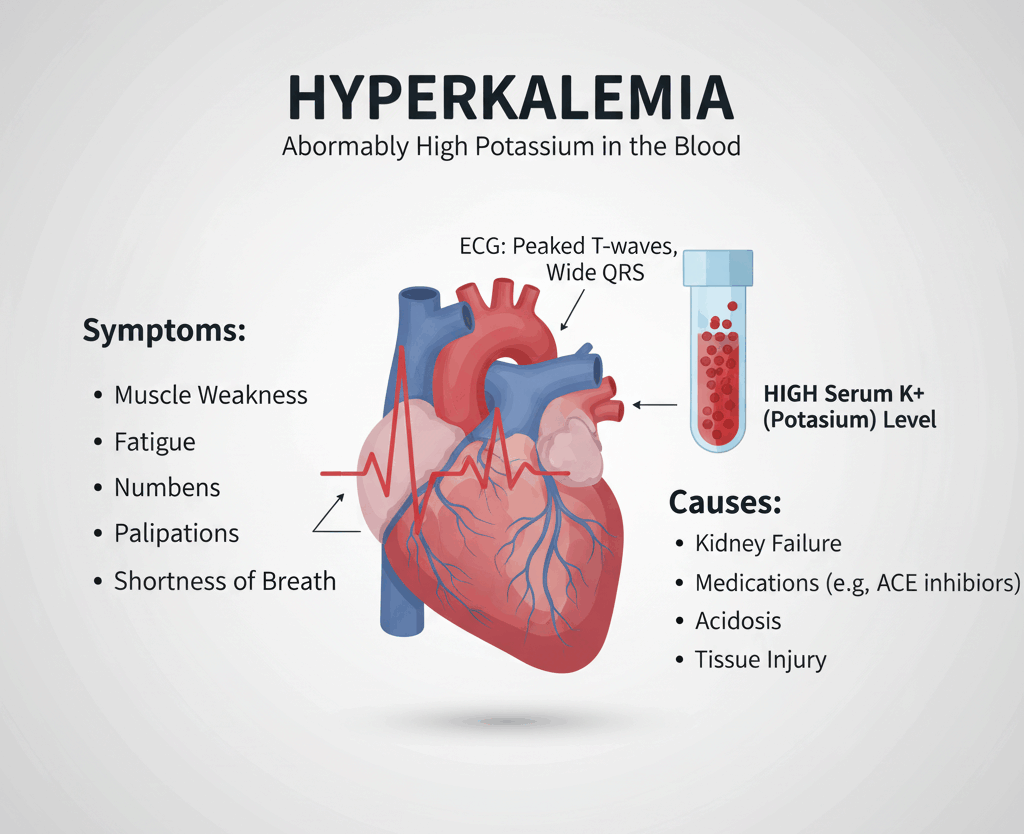 HYPERKALEMIA
Abormably High Potassium in the Blood
ECG: Peaked T-waves,
Wide QRS
Symptoms:
• Muscle Weakness
• Fatigue
• Numbens
• Palipations
• Shortness of Breath
HIGH Serum K+
(Potasium) Level
Causes:
• Kidney Failure
• Medications (e.g, ACE inhibiors)
• Acidosis
• Tissue Injury